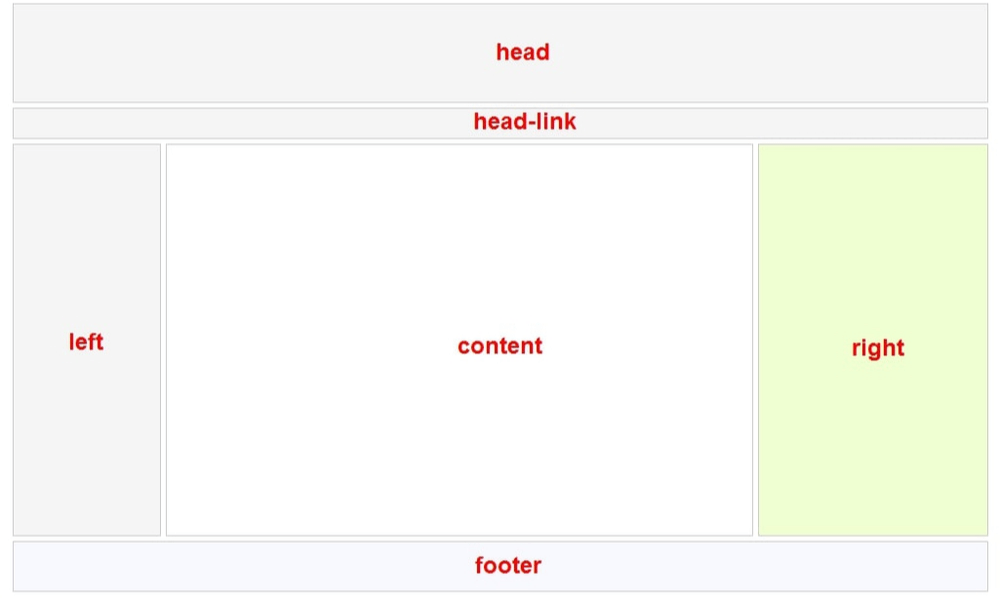 head
head-link
left
content
right
footer